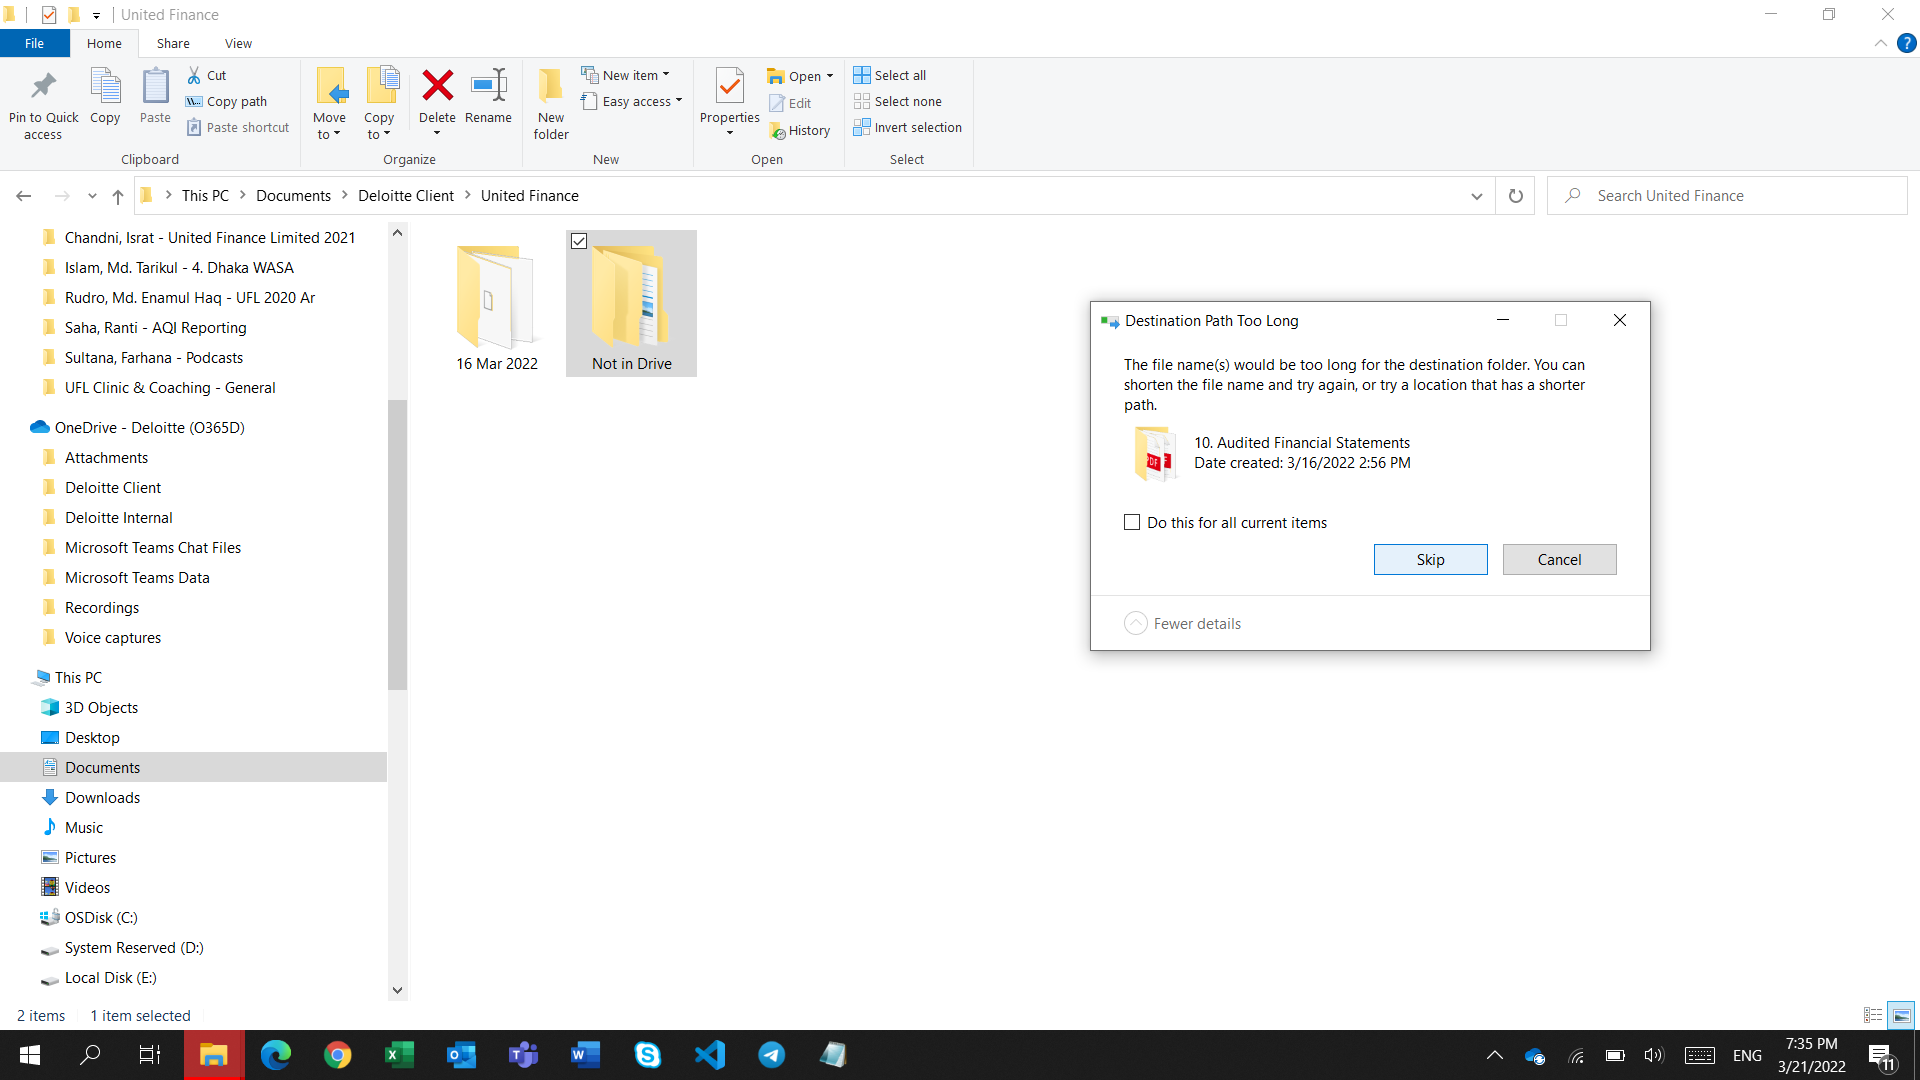 United Finance
File
Home
Share
View
Pin to Quick access
Copy
Paste
Cut
Copy path
Paste shortcut
Clipboard
Move to
Copy to
Delete
Rename
Organize
New folder
New item
Easy access
New
Properties
Open
Edit
History
Open
Select all
Select none
Invert selection
Select
This PC > Documents > Deloitte Client > United Finance
Search United Finance
Chandni, Israt - United Finance Limited 2021
Islam, Md. Tarikul - 4. Dhaka WASA
Rudro, Md. Enamul Haq - UFL 2020 Ar
Saha, Ranti - AQI Reporting
Sultana, Farhana - Podcasts
UFL Clinic & Coaching - General
OneDrive - Deloitte (O365D)
Attachments
Deloitte Client
Deloitte Internal
Microsoft Teams Chat Files
Microsoft Teams Data
Recordings
Voice captures
This PC
3D Objects
Desktop
Documents
Downloads
Music
Pictures
Videos
OSDisk (C:)
System Reserved (D:)
Local Disk (E:)
16 Mar 2022
Not in Drive
Destination Path Too Long
The file name(s) would be too long for the destination folder. You can
shorten the file name and try again, or try a location that has a shorter
path.
PDF
10. Audited Financial Statements
Date created: 3/16/2022 2:56 PM
Do this for all current items
Skip
Cancel
Fewer details
2 items
1 item selected
ENG
7:35 PM
3/21/2022
11